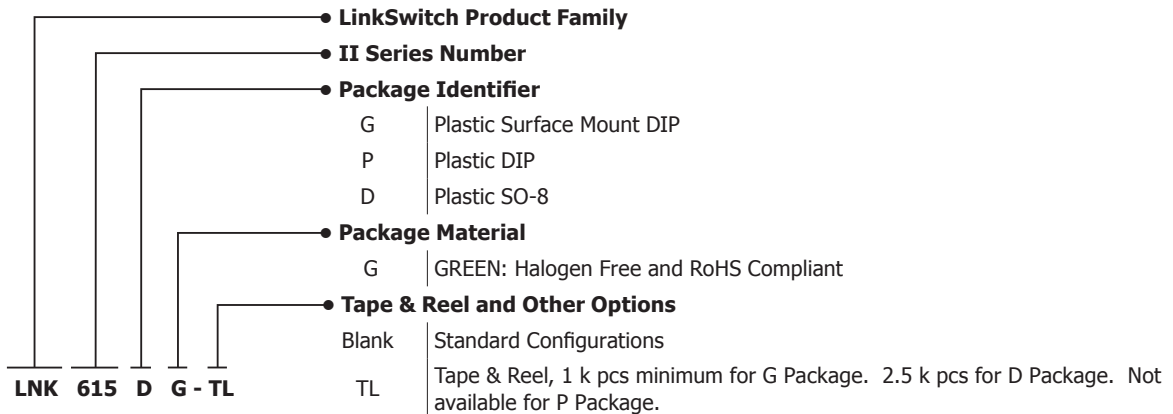 LinkSwitch Product Family
II Series Number
Package Identifier
G Plastic Surface Mount DIP
P Plastic DIP
D Plastic SO-8
Package Material
G GREEN: Halogen Free and RoHS Compliant
Tape & Reel and Other Options
Blank Standard Configurations
TL Tape & Reel, 1 k pcs minimum for G Package. 2.5 k pcs for D Package. Not
available for P Package.
LNK 615 D G - TL